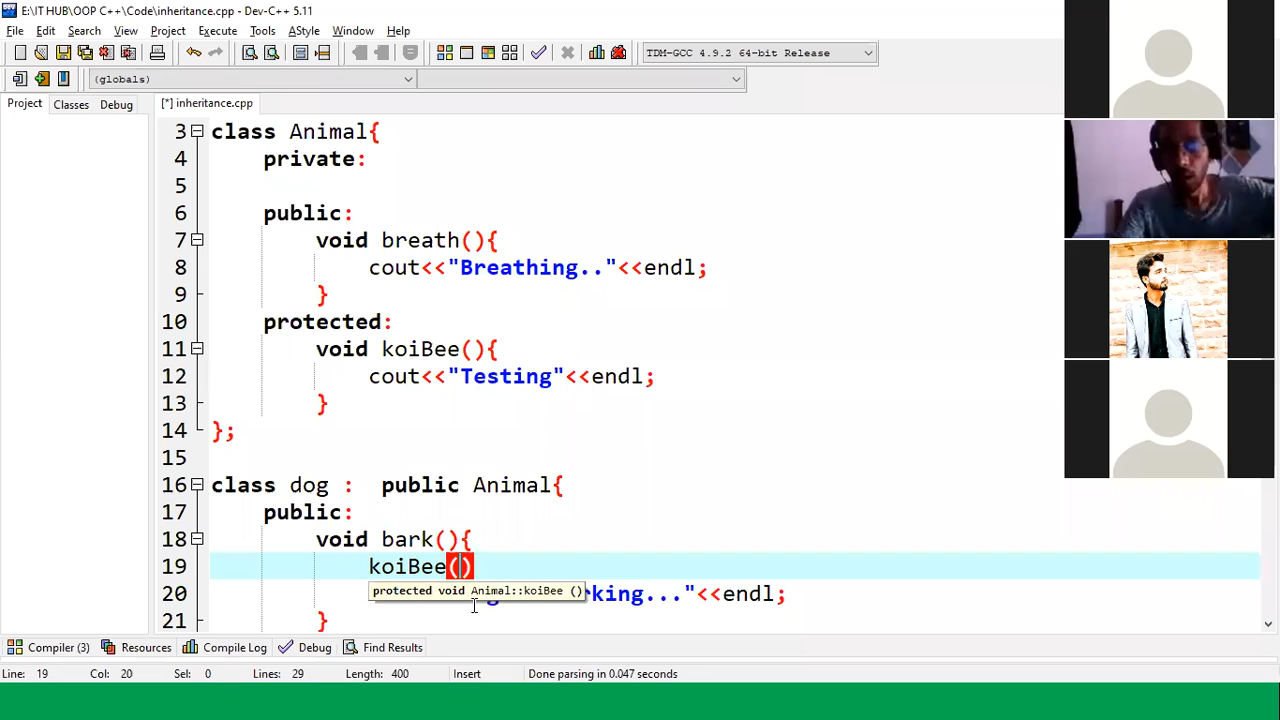 E:\IT HUB\OOP C++\Code\inheritance.cpp - Dev-C++ 5.11
File Edit Search View Project Execute Tools AStyle Window Help
TDM-GCC 4.9.2 64-bit Release
(globals)
Project Classes Debug
[*] inheritance.cpp
3 class Animal{
4 private:
5
6 public:
7 void breath(){
8 cout<<"Breathing.."<<endl;
9 }
10 protected:
11 void koiBee(){
12 cout<<"Testing"<<endl;
13 }
14 };
15
16 class dog :  public Animal{
17 public:
18 void bark(){
19 koiBee()
protected void Animal::koiBee ()
20 rking..."<<endl;
21 }
Compiler (3) Resources Compile Log Debug Find Results
Line: 19 Col: 20 Sel: 0 Lines: 29 Length: 400 Insert Done parsing in 0.047 seconds